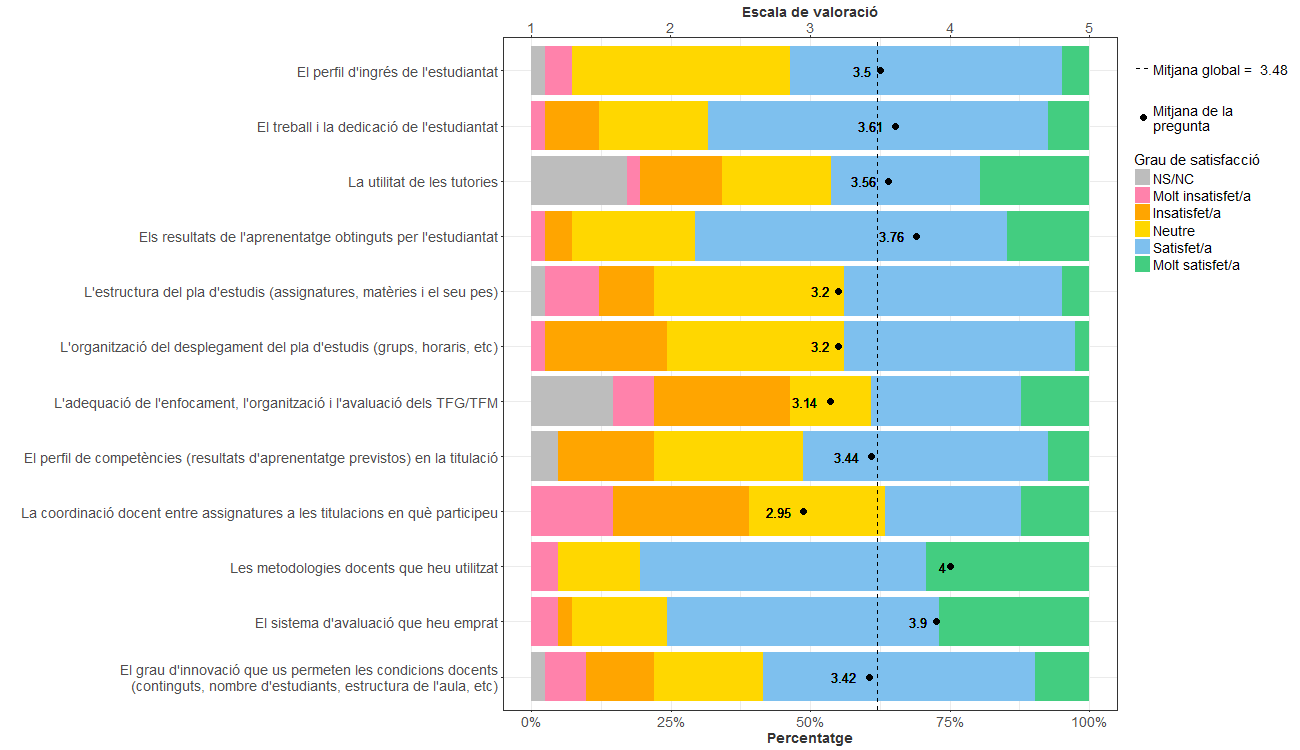 Escala de valoració
1 2 3 4 5
El perfil d'ingrés de l'estudiantat
3.5
El treball i la dedicació de l'estudiantat
3.61
La utilitat de les tutories
3.56
Els resultats de l'aprenentatge obtinguts per l'estudiantat
3.76
L'estructura del pla d'estudis (assignatures, matèries i el seu pes)
3.2
L'organització del desplegament del pla d'estudis (grups, horaris, etc)
3.2
L'adequació de l'enfocament, l'organització i l'avaluació dels TFG/TFM
3.14
El perfil de competències (resultats d'aprenentatge previstos) en la titulació
3.44
La coordinació docent entre assignatures a les titulacions en què participeu
2.95
Les metodologies docents que heu utilitzat
4
El sistema d'avaluació que heu emprat
3.9
El grau d'innovació que us permeten les condicions docents
(continguts, nombre d'estudiants, estructura de l'aula, etc)
3.42
0% 25% 50% 75% 100%
Percentatge
Mitjana global = 3.48
Mitjana de la
pregunta
Grau de satisfacció
NS/NC
Molt insatisfet/a
Insatisfet/a
Neutre
Satisfet/a
Molt satisfet/a